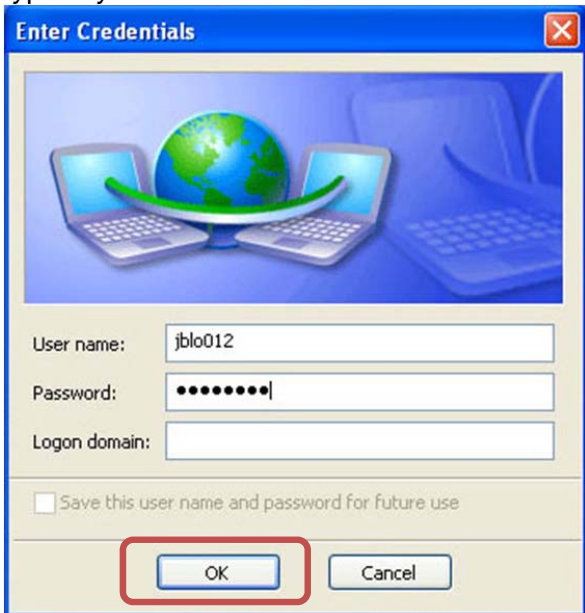 Enter Credentials
User name: jblo012
Password: ••••••••
Logon domain:
Save this user name and password for future use
OK Cancel